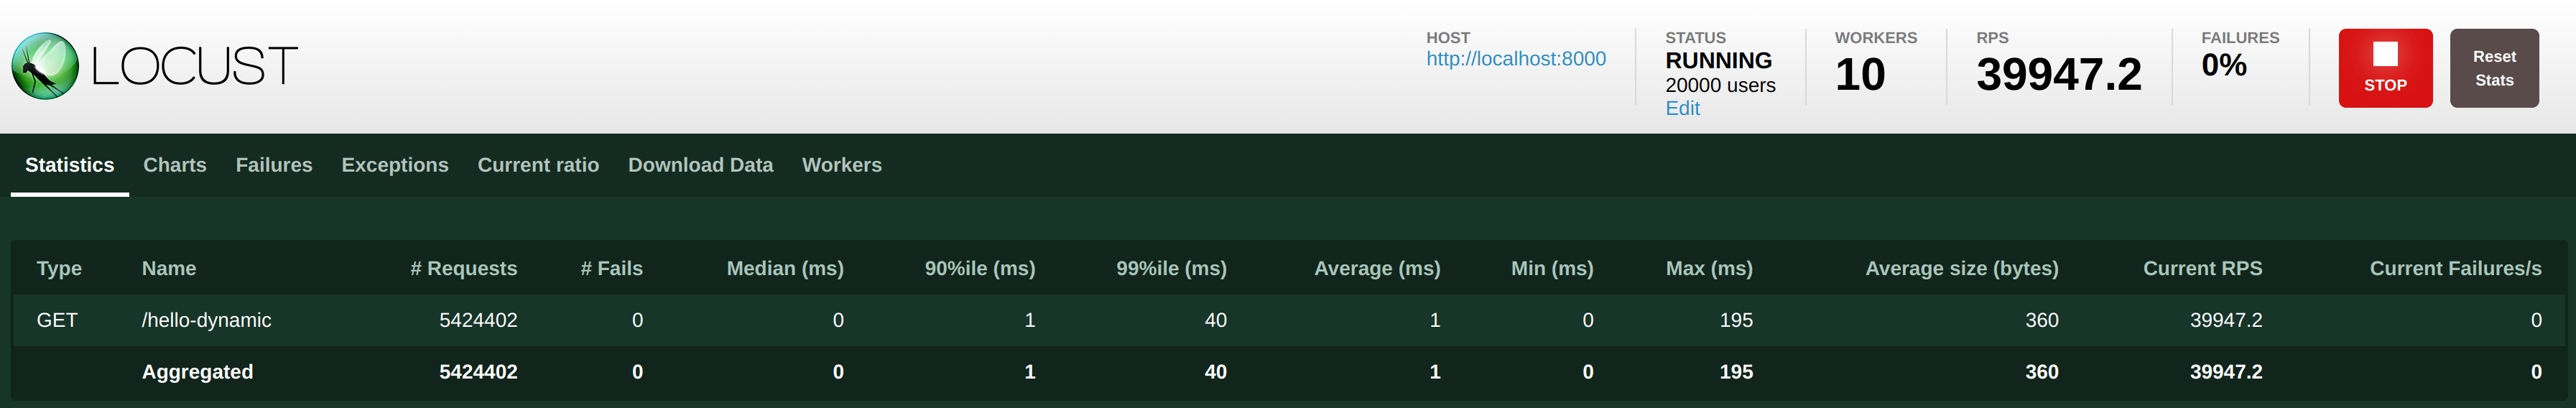 LOCUST
HOST
http://localhost:8000
STATUS
RUNNING
20000 users
Edit
WORKERS
10
RPS
39947.2
FAILURES
0%
STOP
Reset
Stats
Statistics Charts Failures Exceptions Current ratio Download Data Workers
Type Name # Requests # Fails Median (ms) 90%ile (ms) 99%ile (ms) Average (ms) Min (ms) Max (ms) Average size (bytes) Current RPS Current Failures/s
GET /hello-dynamic 5424402 0 0 1 40 1 0 195 360 39947.2 0
Aggregated 5424402 0 0 1 40 1 0 195 360 39947.2 0